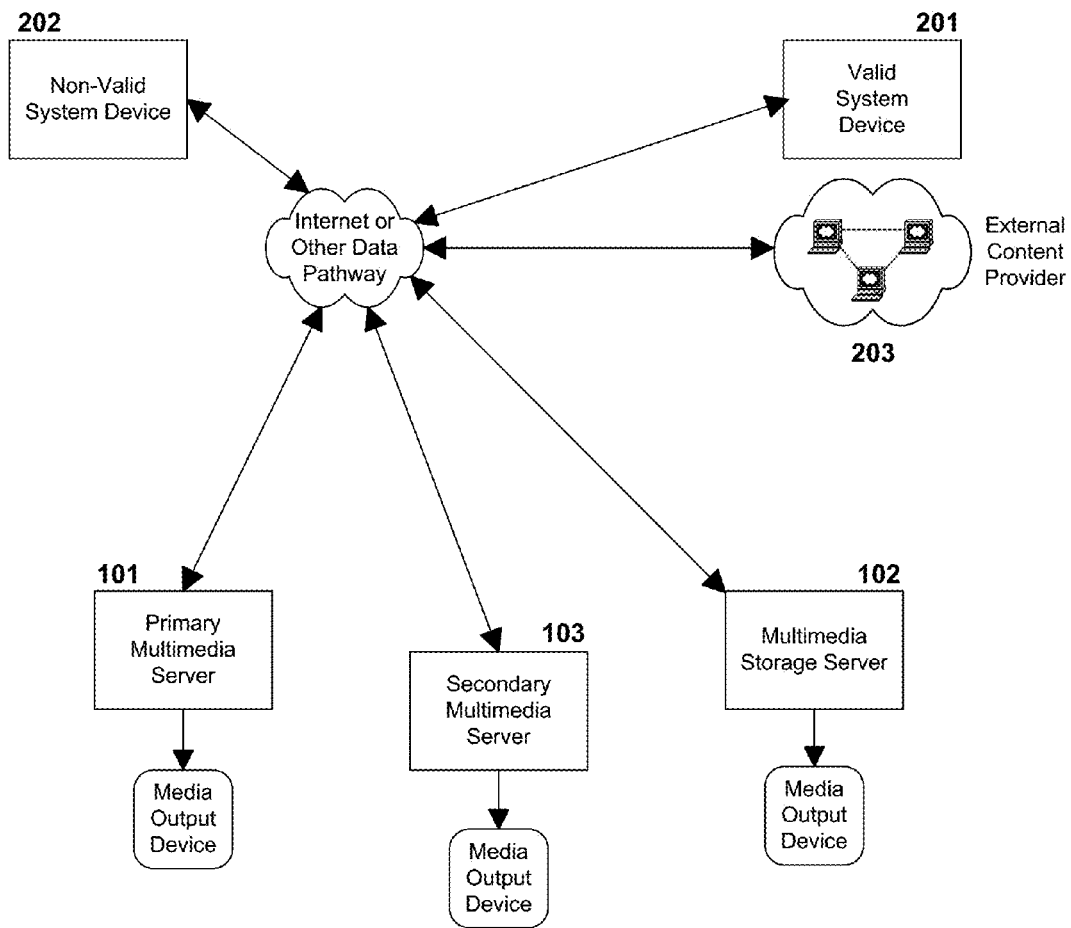 202
Non-Valid
System Device
201
Valid
System
Device
Internet or
Other Data
Pathway
External
Content
Provider
203
101
Primary
Multimedia
Server
103
Secondary
Multimedia
Server
102
Multimedia
Storage Server
Media
Output
Device
Media
Output
Device
Media
Output
Device